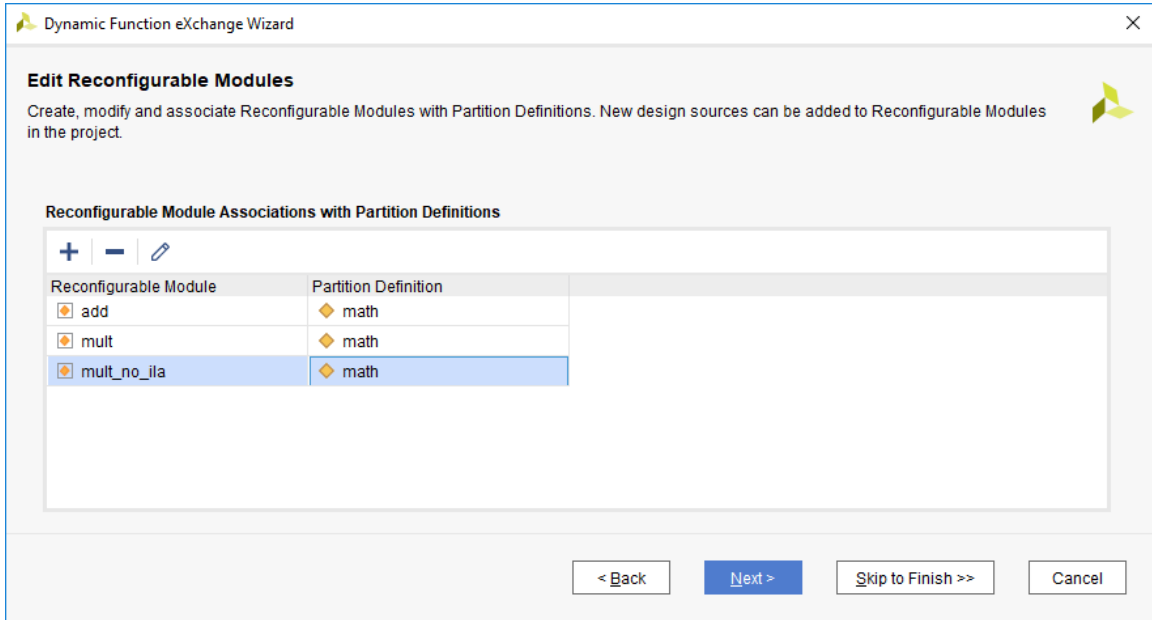 Dynamic Function eXchange Wizard
Edit Reconfigurable Modules
Create, modify and associate Reconfigurable Modules with Partition Definitions. New design sources can be added to Reconfigurable Modules
in the project.
Reconfigurable Module Associations with Partition Definitions
Reconfigurable Module Partition Definition
add math
mult math
mult_no_ila math
< Back Next > Skip to Finish >> Cancel